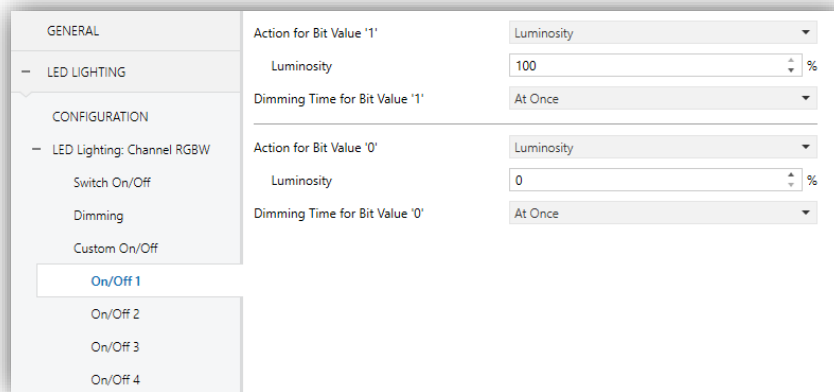 GENERAL
− LED LIGHTING
CONFIGURATION
− LED Lighting: Channel RGBW
Switch On/Off
Dimming
Custom On/Off
On/Off 1
On/Off 2
On/Off 3
On/Off 4
Action for Bit Value '1' Luminosity
Luminosity 100 %
Dimming Time for Bit Value '1' At Once
Action for Bit Value '0' Luminosity
Luminosity 0 %
Dimming Time for Bit Value '0' At Once